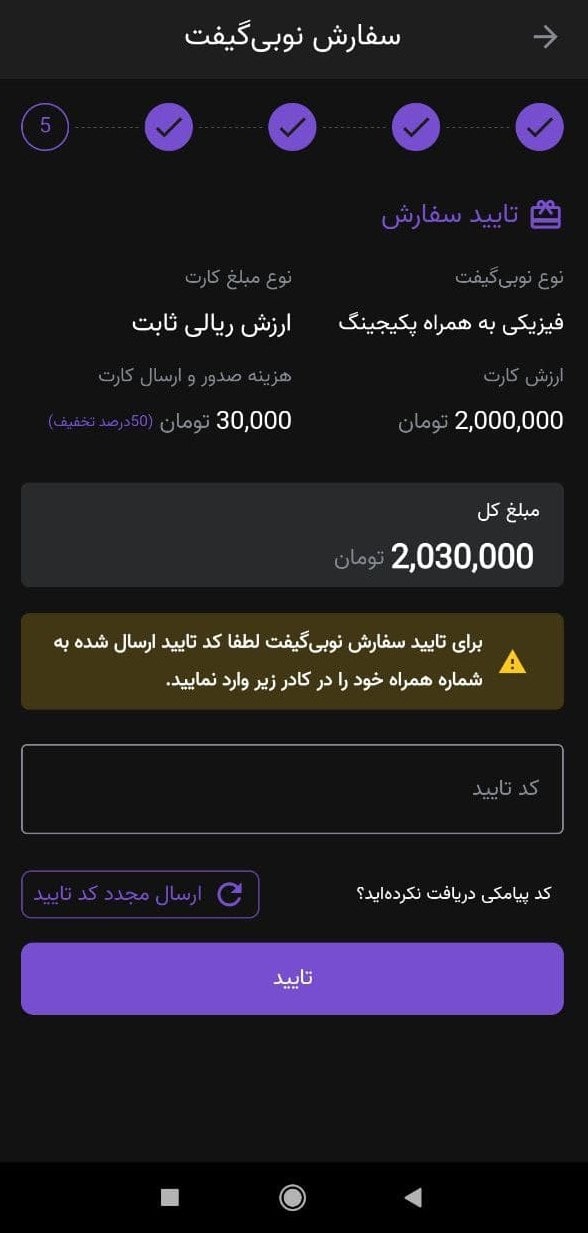 سفارش نوبی‌گیفت
5
تایید سفارش
نوع نوبی‌گیفت
نوع مبلغ کارت
فیزیکی به همراه پکیجینگ
ارزش ریالی ثابت
ارزش کارت
هزینه صدور و ارسال کارت
2,000,000 تومان
30,000 تومان (50درصد تخفیف)
مبلغ کل
2,030,000 تومان
برای تایید سفارش نوبی‌گیفت لطفا کد تایید ارسال شده به
شماره همراه خود را در کادر زیر وارد نمایید.
کد تایید
کد پیامکی دریافت نکرده‌اید؟
ارسال مجدد کد تایید
تایید